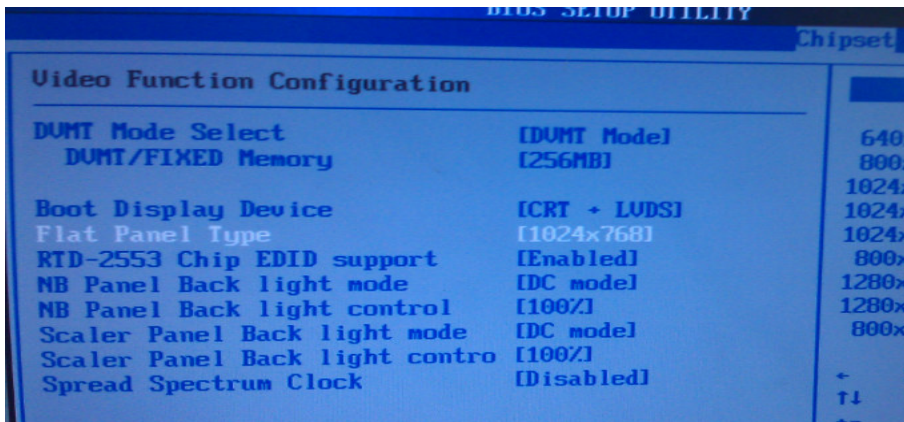 BIOS SETUP UTILITY
Chipset
Video Function Configuration
DVMT Mode Select [DVMT Mode]
DVMT/FIXED Memory [256MB]
Boot Display Device [CRT + LVDS]
Flat Panel Type [1024x768]
RTD-2553 Chip EDID support [Enabled]
NB Panel Back light mode [DC mode]
NB Panel Back light control [100%]
Scaler Panel Back light mode [DC mode]
Scaler Panel Back light contro [100%]
Spread Spectrum Clock [Disabled]
640
800x
1024x
1024x
1024x
800x
1280x
1280x
800x
←
↑↓